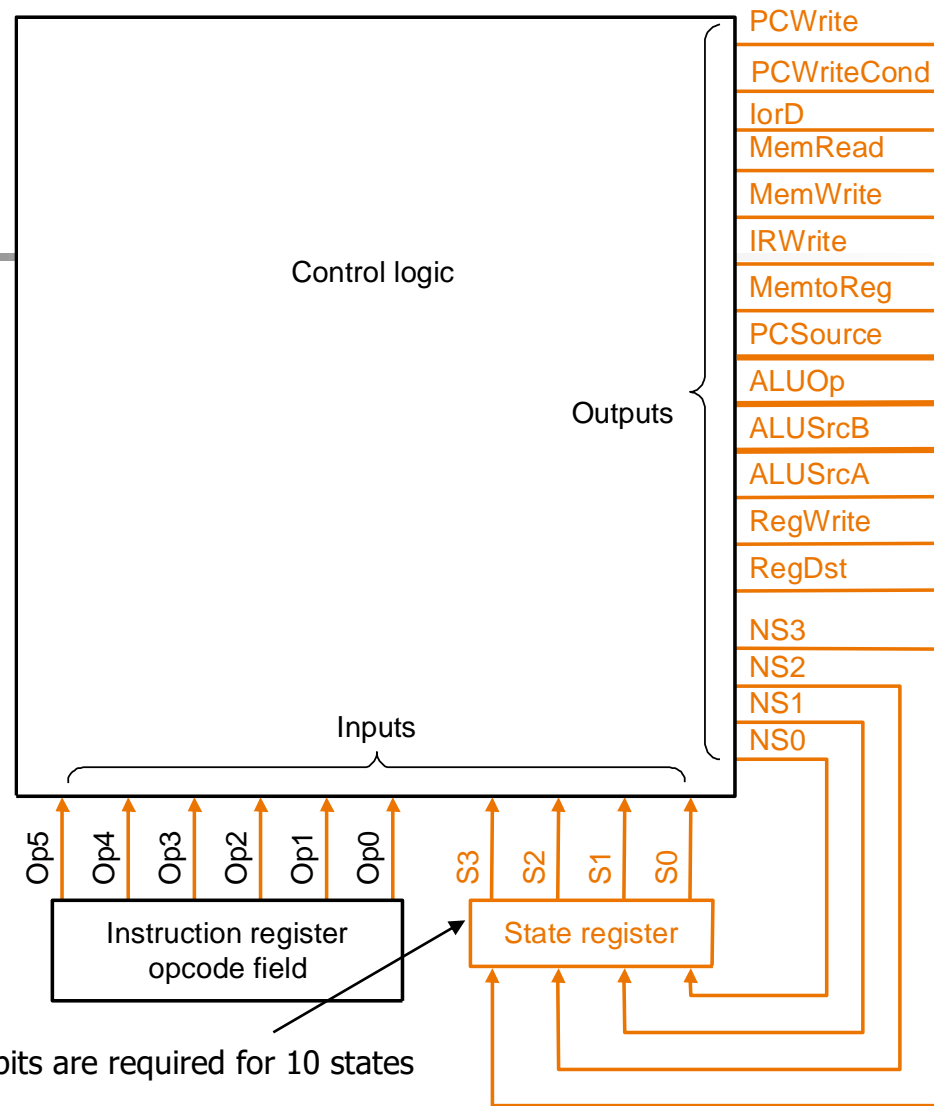 PCWrite
PCWriteCond
IorD
MemRead
MemWrite
IRWrite
MemtoReg
PCSource
ALUOp
ALUSrcB
ALUSrcA
RegWrite
RegDst
NS3
NS2
NS1
NS0
Control logic
Outputs
Inputs
Op5
Op4
Op3
Op2
Op1
Op0
S3
S2
S1
S0
Instruction register
opcode field
State register
bits are required for 10 states